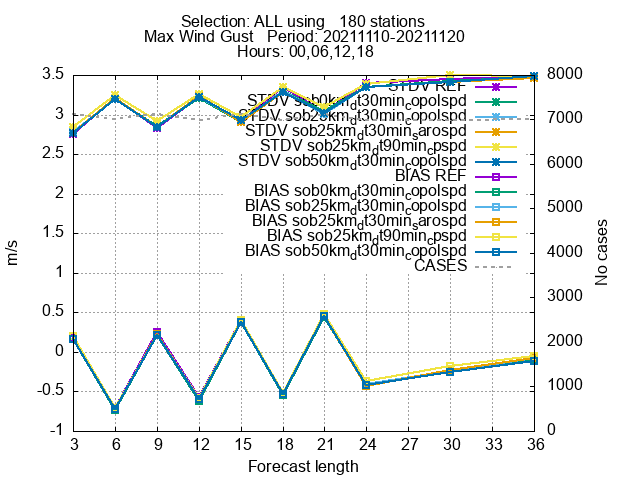 Selection: ALL using   180 stations
Max Wind Gust   Period: 20211110-20211120
Hours: 00,06,12,18
3.5
3
2.5
2
1.5
1
0.5
0
-0.5
-1
m/s
8000
7000
6000
5000
4000
3000
2000
1000
0
No cases
STDV REF
STDV sob0km_dt30min_copolspd
STDV sob25km_dt30min_copolspd
STDV sob25km_dt30min_sarospd
STDV sob25km_dt90min_cpspd
STDV sob50km_dt30min_copolspd
BIAS REF
BIAS sob0km_dt30min_copolspd
BIAS sob25km_dt30min_copolspd
BIAS sob25km_dt30min_sarospd
BIAS sob25km_dt90min_cpspd
BIAS sob50km_dt30min_copolspd
CASES
3 6 9 12 15 18 21 24 27 30 33 36
Forecast length